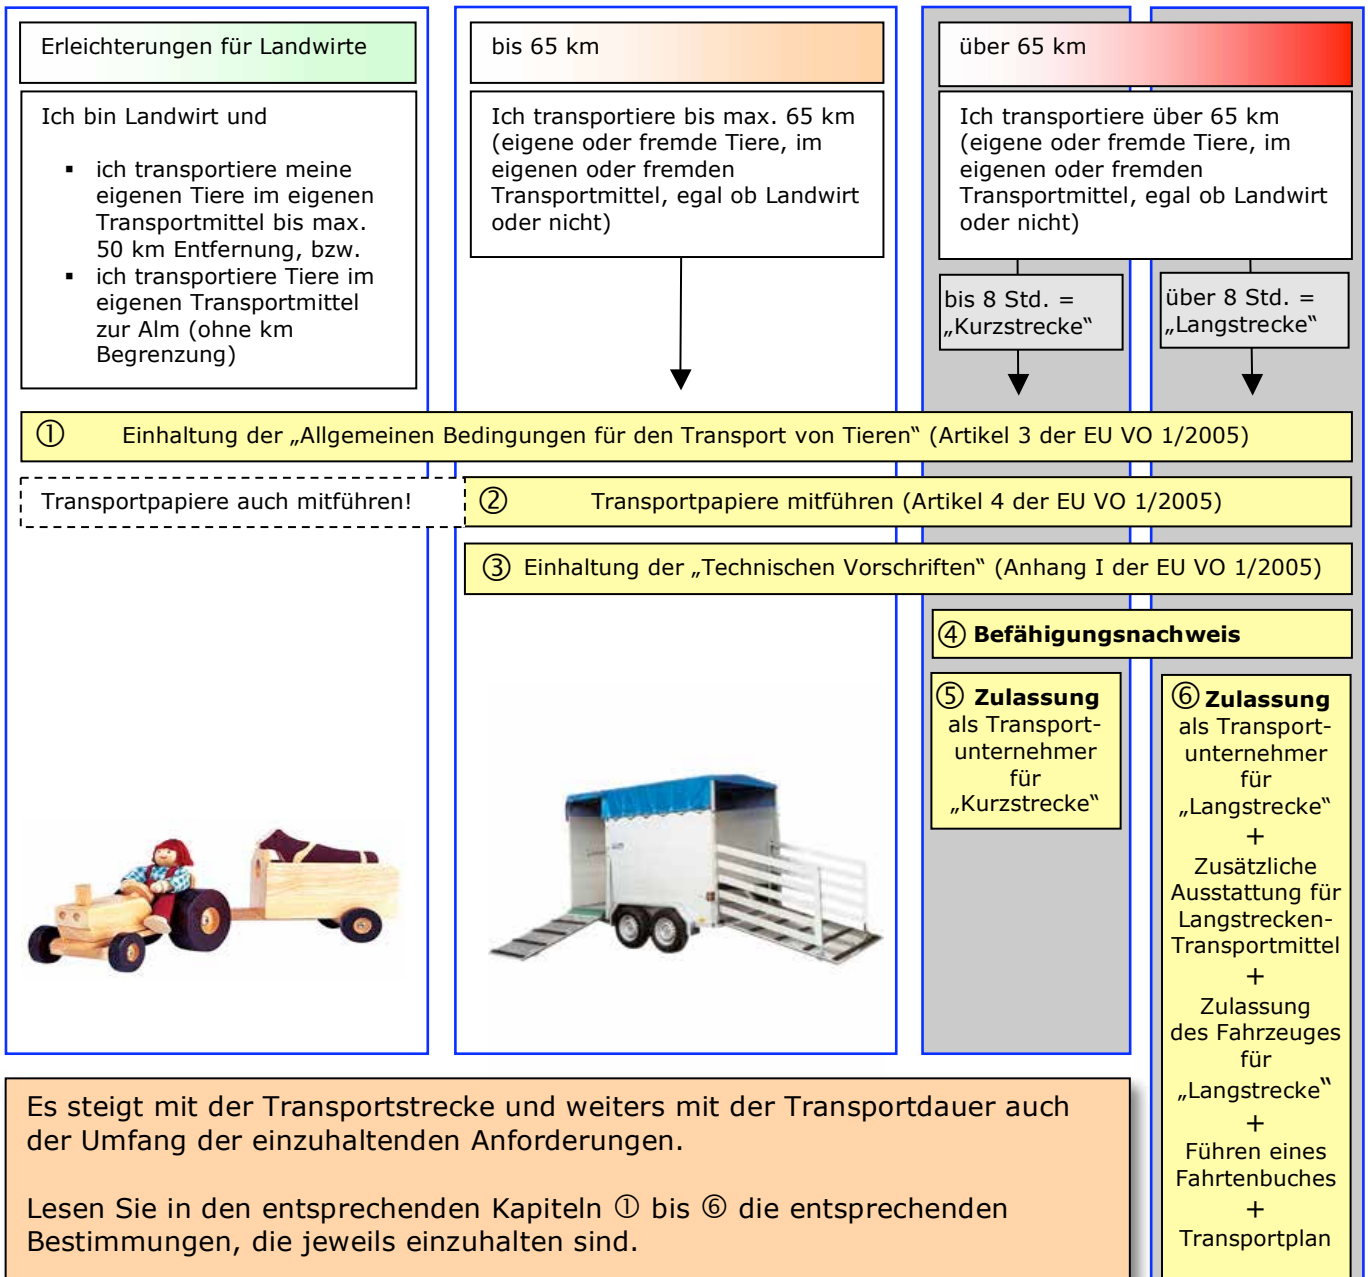 Erleichterungen für Landwirte
Ich bin Landwirt und
▪ ich transportiere meine
eigenen Tiere im eigenen
Transportmittel bis max.
50 km Entfernung, bzw.
▪ ich transportiere Tiere im
eigenen Transportmittel
zur Alm (ohne km
Begrenzung)
bis 65 km
Ich transportiere bis max. 65 km
(eigene oder fremde Tiere, im
eigenen oder fremden
Transportmittel, egal ob Landwirt
oder nicht)
über 65 km
Ich transportiere über 65 km
(eigene oder fremde Tiere, im
eigenen oder fremden
Transportmittel, egal ob Landwirt
oder nicht)
bis 8 Std. =
„Kurzstrecke“
über 8 Std. =
„Langstrecke“
① Einhaltung der „Allgemeinen Bedingungen für den Transport von Tieren“ (Artikel 3 der EU VO 1/2005)
Transportpapiere auch mitführen!
② Transportpapiere mitführen (Artikel 4 der EU VO 1/2005)
③ Einhaltung der „Technischen Vorschriften“ (Anhang I der EU VO 1/2005)
④ Befähigungsnachweis
⑤ Zulassung
als Transport-
unternehmer
für
„Kurzstrecke“
⑥ Zulassung
als Transport-
unternehmer
für
„Langstrecke“
+
Zusätzliche
Ausstattung für
Langstrecken-
Transportmittel
+
Zulassung
des Fahrzeuges
für
„Langstrecke“
+
Führen eines
Fahrtenbuches
+
Transportplan
Es steigt mit der Transportstrecke und weiters mit der Transportdauer auch
der Umfang der einzuhaltenden Anforderungen.
Lesen Sie in den entsprechenden Kapiteln ① bis ⑥ die entsprechenden
Bestimmungen, die jeweils einzuhalten sind.